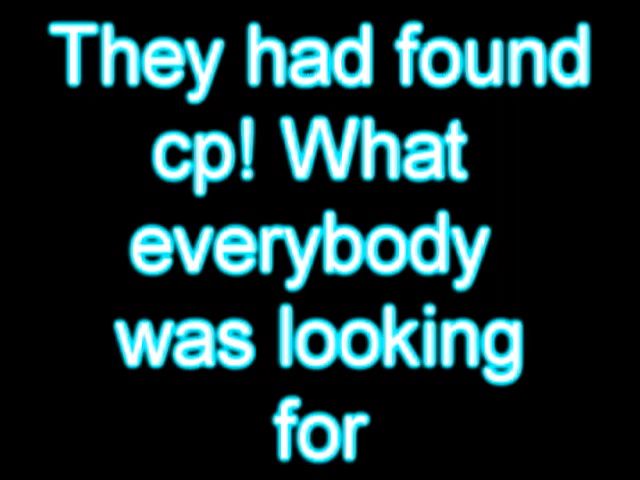 They had found
cp! What
everybody
was looking
for